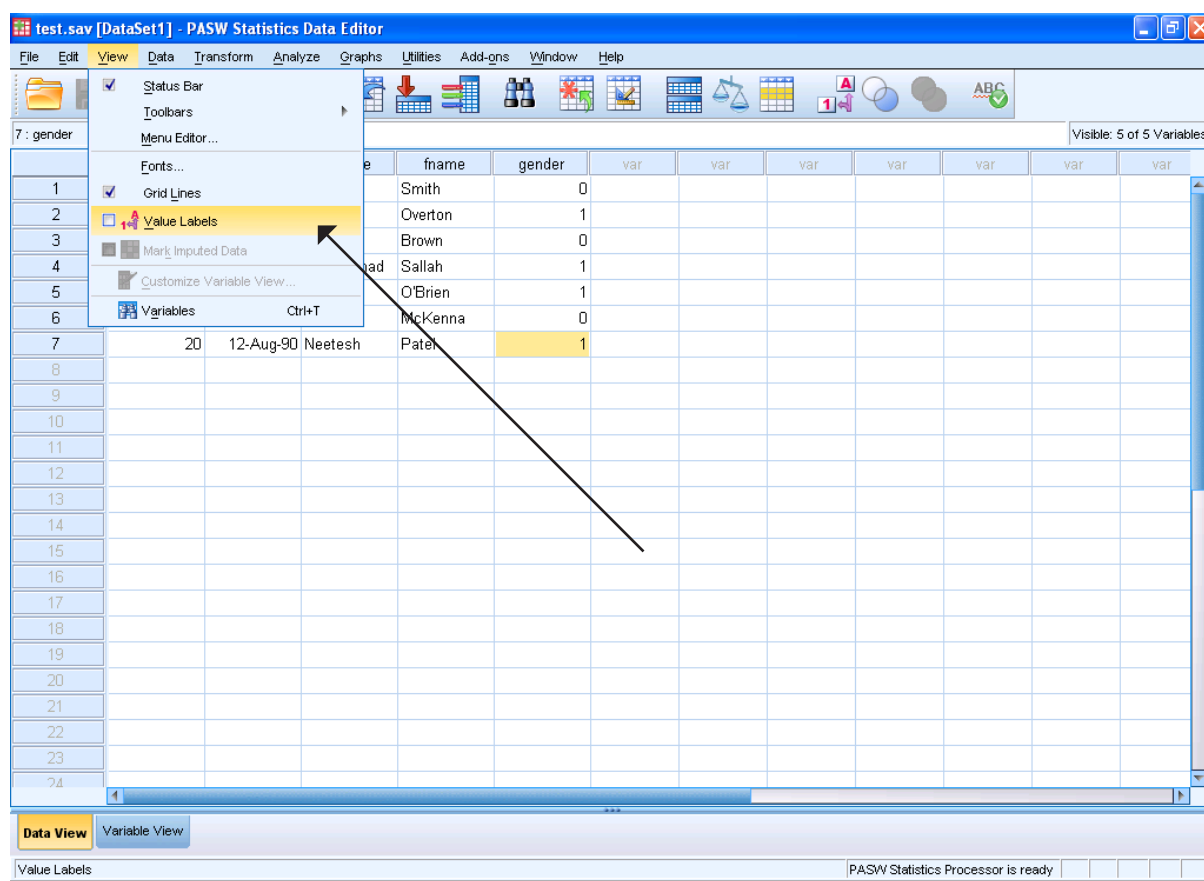 test.sav [DataSet1] - PASW Statistics Data Editor
File Edit View Data Transform Analyze Graphs Utilities Add-ons Window Help
Status Bar
Toolbars
Menu Editor...
Fonts...
Grid Lines
Value Labels
Mark Imputed Data
Customize Variable View...
Variables Ctrl+T
1 A
ABC
7 : gender
Visible: 5 of 5 Variables
e fname gender var var var var var var var
1 Smith 0
2 Overton 1
3 Brown 0
4 nad Sallah 1
5 O'Brien 1
6 McKenna 0
7 20 12-Aug-90 Neetesh Patel 1
8
9
10
11
12
13
14
15
16
17
18
19
20
21
22
23
24
Data View Variable View
Value Labels PASW Statistics Processor is ready